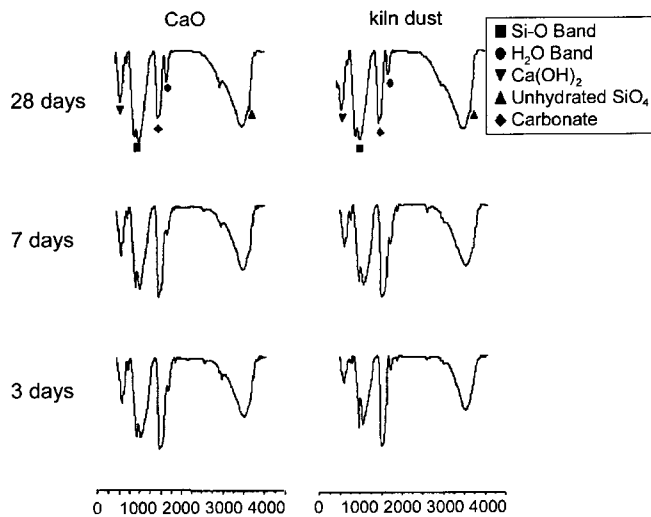 CaO
kiln dust
Si-O Band
H₂O Band
Ca(OH)₂
Unhydrated SiO₄
Carbonate
28 days
7 days
3 days
0 1000 2000 3000 4000
0 1000 2000 3000 4000